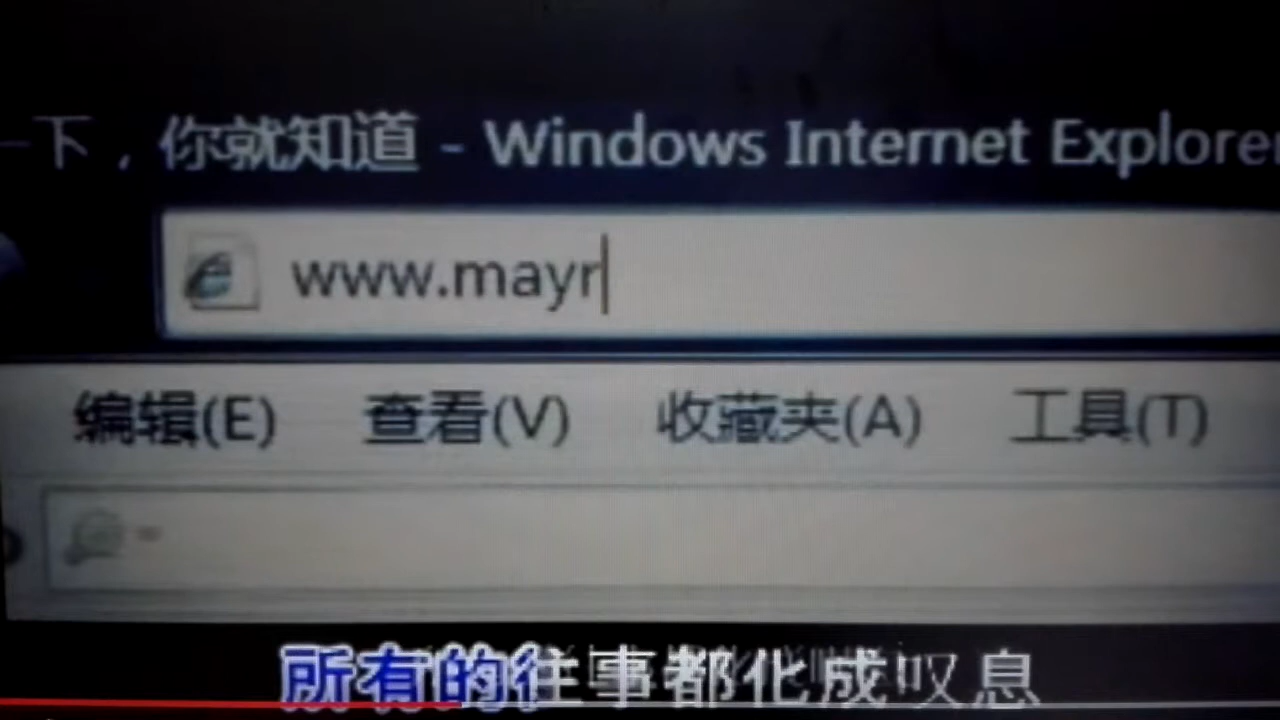 一下，你就知道 - Windows Internet Explorer
www.mayr
编辑(E) 查看(V) 收藏夹(A) 工具(T)
所有的往事都化成叹息